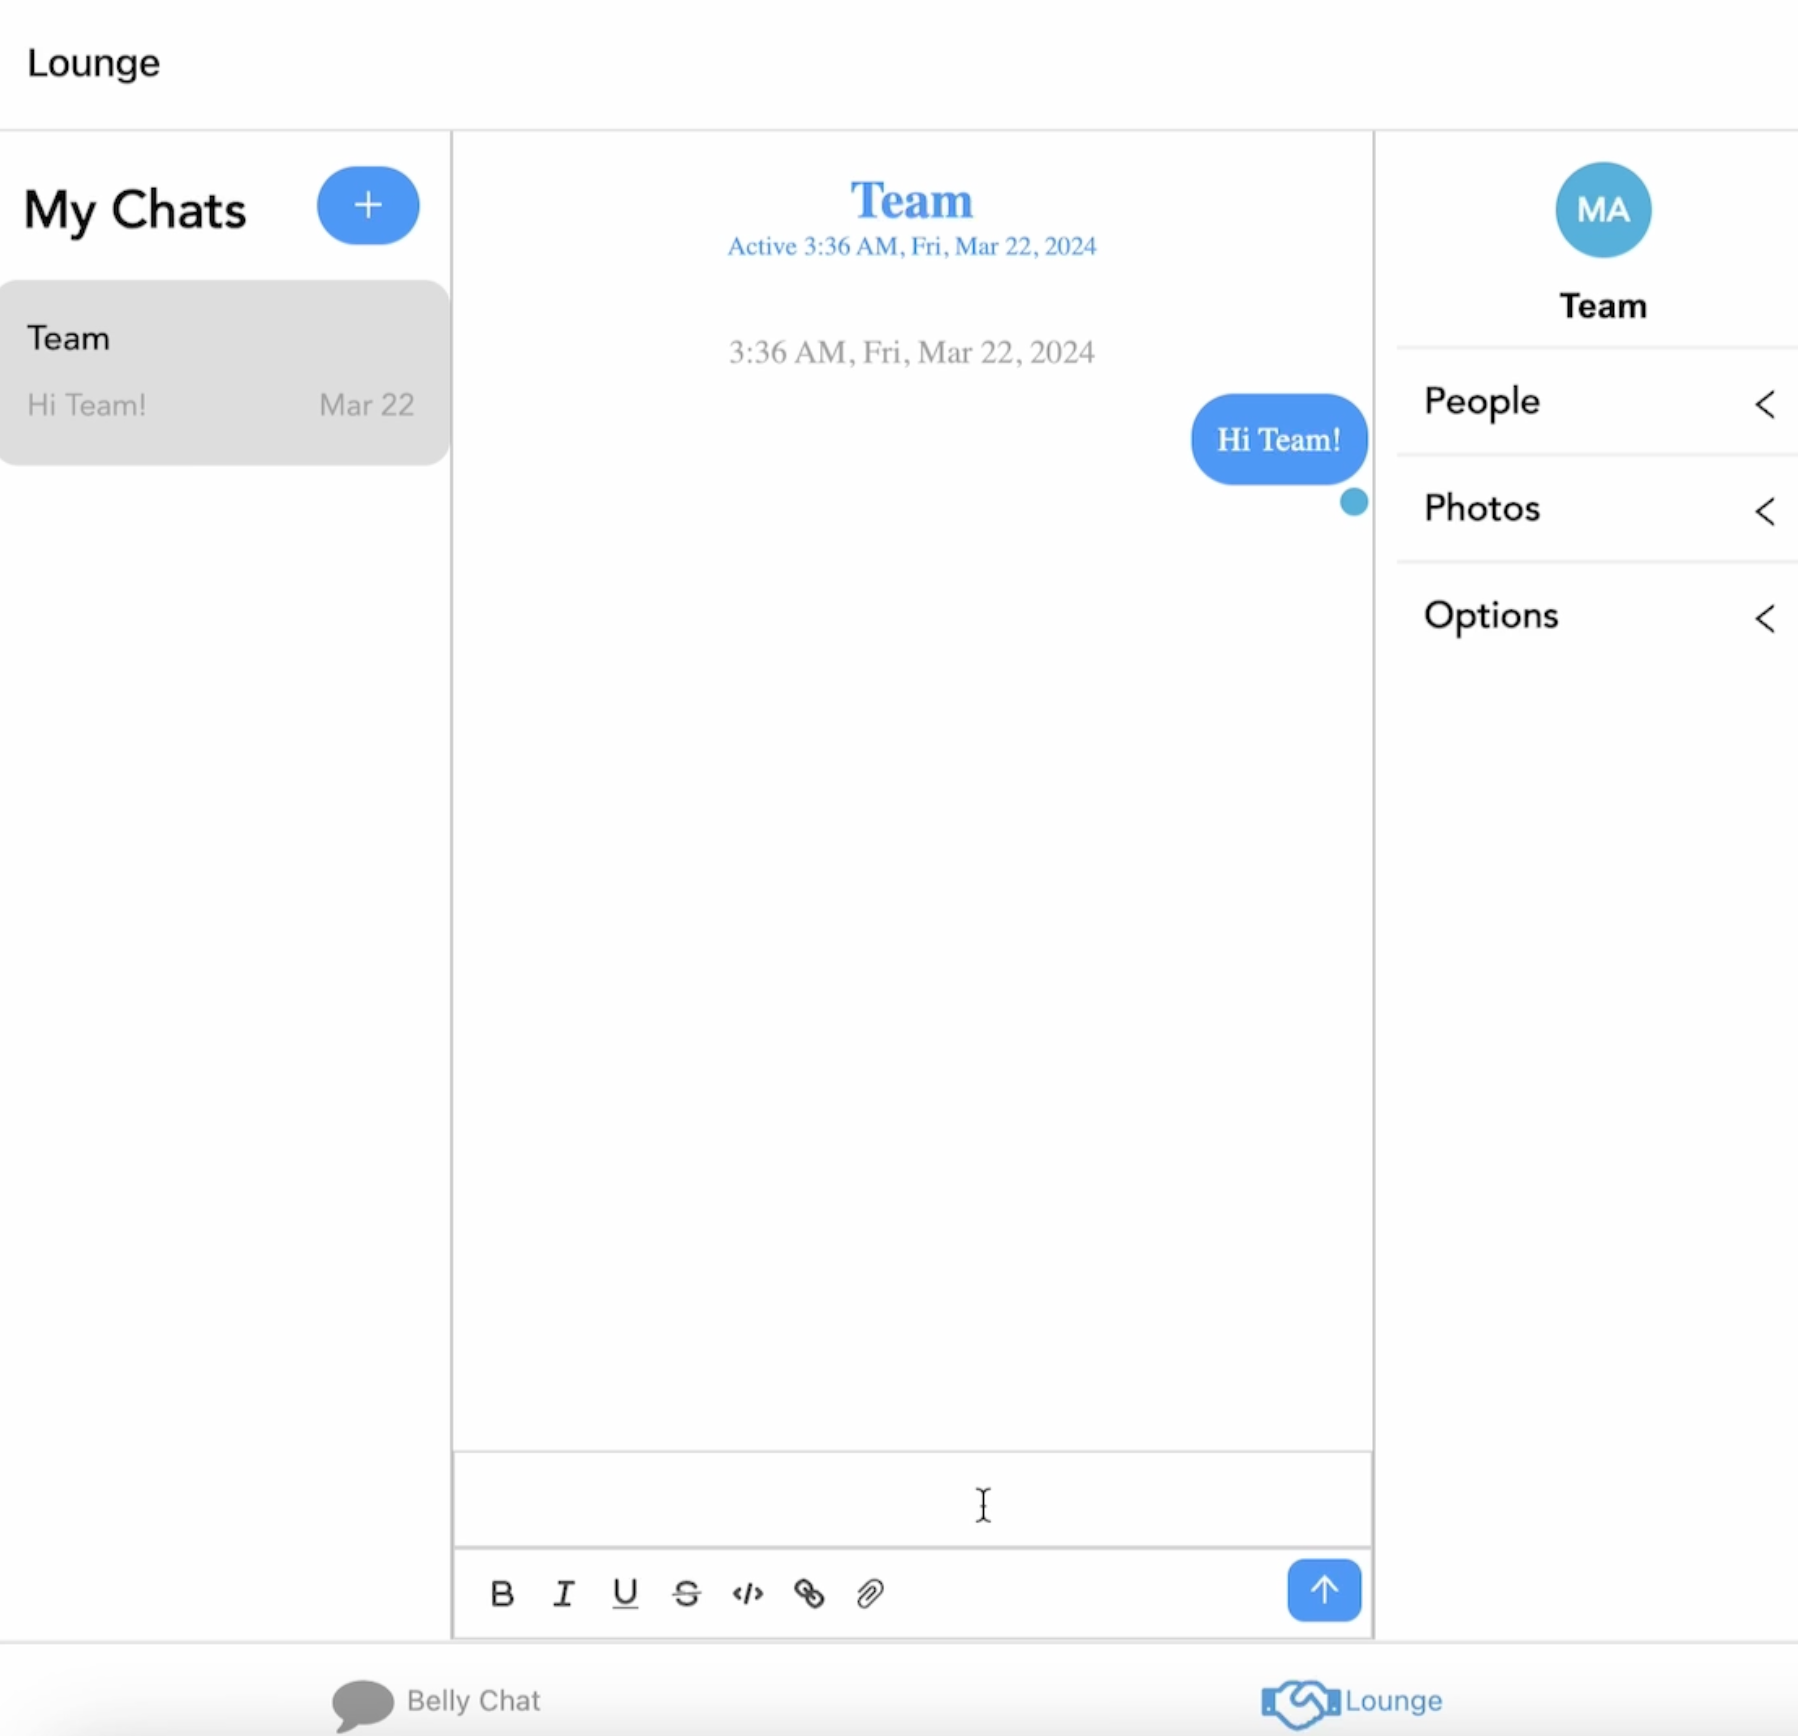 Lounge
My Chats
+
Team
Hi Team!
Mar 22
Team
Active 3:36 AM, Fri, Mar 22, 2024
3:36 AM, Fri, Mar 22, 2024
Hi Team!
B I U S </>
MA
Team
People <
Photos <
Options <
Belly Chat
Lounge